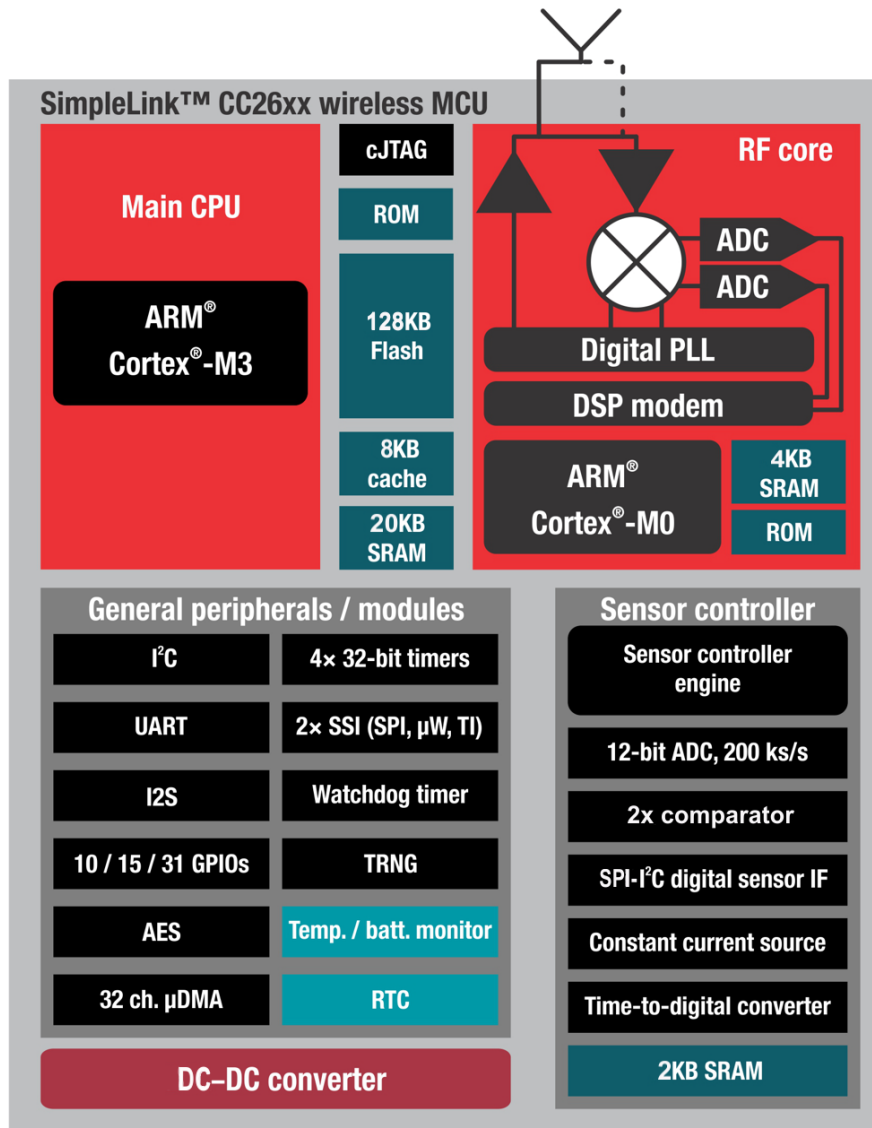 SimpleLink™ CC26xx wireless MCU
Main CPU
ARM®
Cortex®-M3
cJTAG
ROM
128KB
Flash
8KB
cache
20KB
SRAM
RF core
ADC
ADC
Digital PLL
DSP modem
ARM®
Cortex®-M0
4KB
SRAM
ROM
General peripherals / modules
I²C
4× 32-bit timers
UART
2× SSI (SPI, µW, TI)
I2S
Watchdog timer
10 / 15 / 31 GPIOs
TRNG
AES
Temp. / batt. monitor
32 ch. µDMA
RTC
DC–DC converter
Sensor controller
Sensor controller
engine
12-bit ADC, 200 ks/s
2x comparator
SPI-I²C digital sensor IF
Constant current source
Time-to-digital converter
2KB SRAM